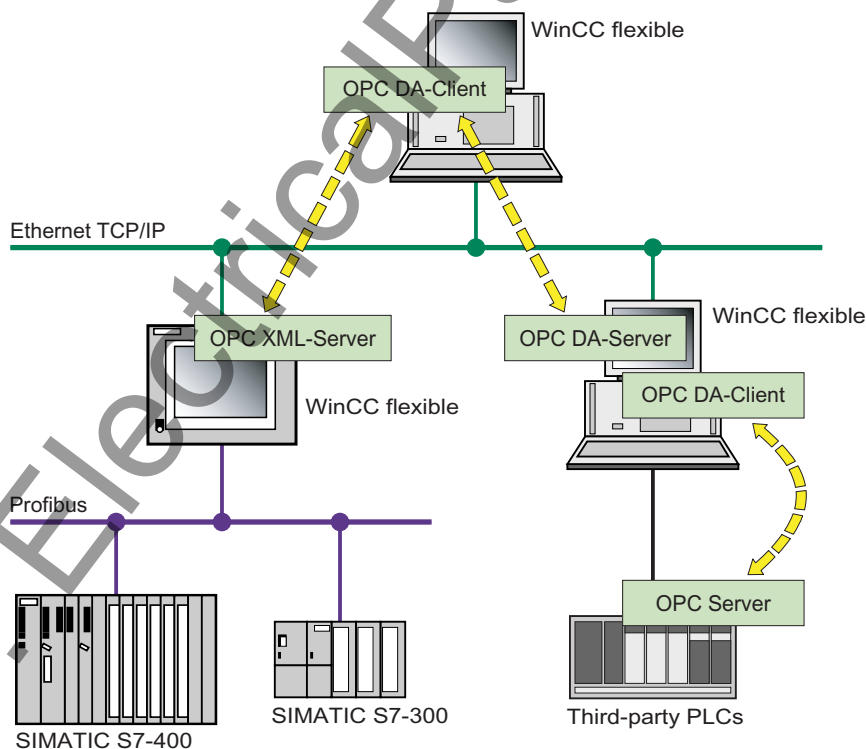 WinCC flexible
OPC DA-Client
Ethernet TCP/IP
OPC XML-Server
OPC DA-Server
WinCC flexible
OPC DA-Client
WinCC flexible
Profibus
OPC Server
SIMATIC S7-400
SIMATIC S7-300
Third-party PLCs
ElectricalP